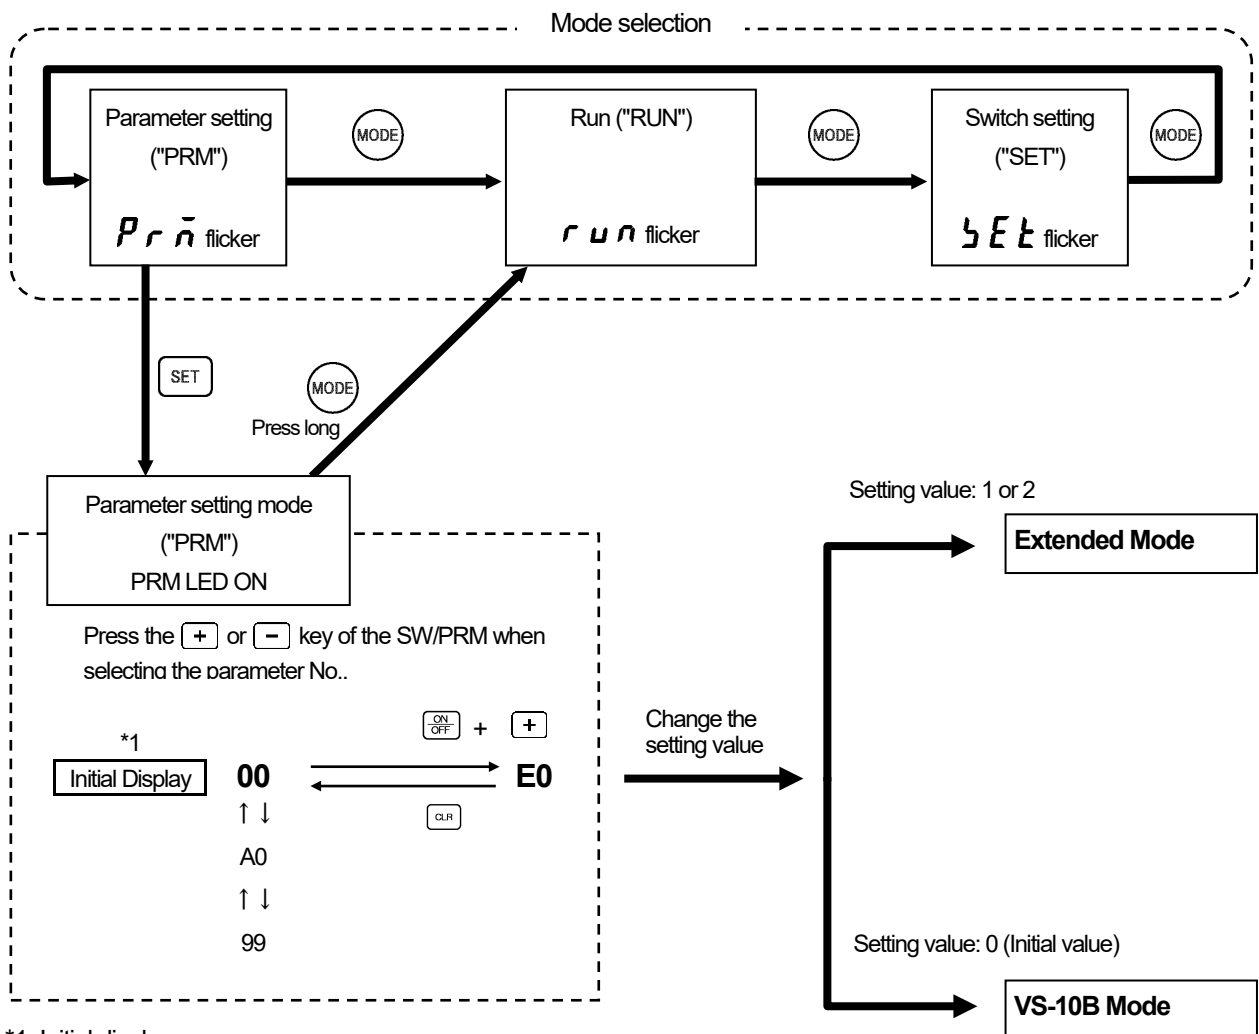 Mode selection
Parameter setting
("PRM")
Prm flicker
MODE
Run ("RUN")
run flicker
MODE
Switch setting
("SET")
SEt flicker
MODE
SET
MODE
Press long
Parameter setting mode
("PRM")
PRM LED ON
Press the + or - key of the SW/PRM when
selecting the parameter No..
*1
Initial Display
00
ON
OFF
+ +
E0
CLR
↑ ↓
A0
↑ ↓
99
Change the
setting value
Setting value: 1 or 2
Extended Mode
Setting value: 0 (Initial value)
VS-10B Mode